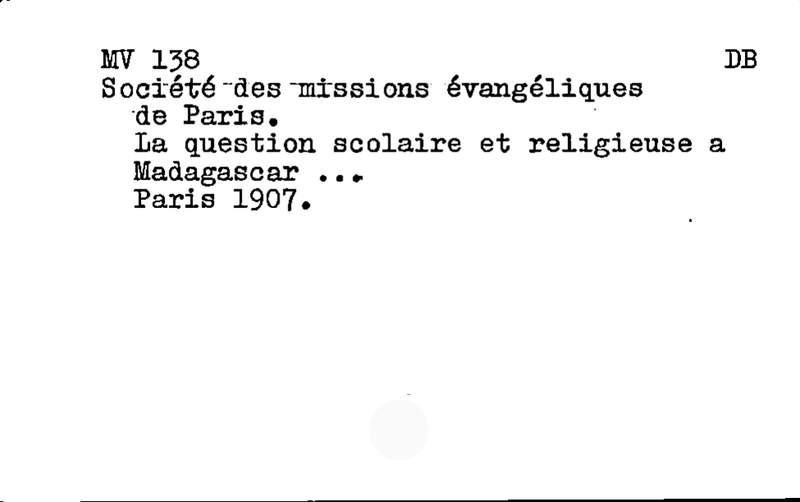 MV 138 DB
Société des missions évangéliques
de Paris.
La question scolaire et religieuse a
Madagascar ...
Paris 1907.